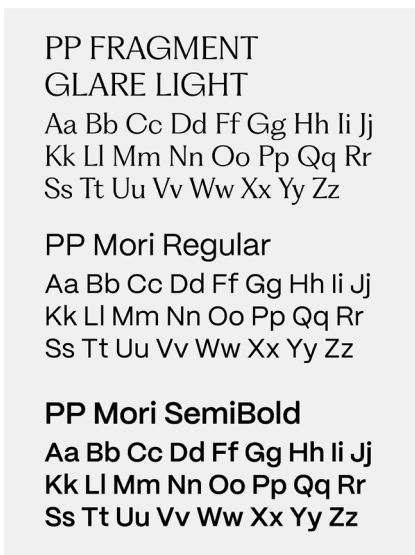 PP FRAGMENT
GLARE LIGHT
Aa Bb Cc Dd Ff Gg Hh Ii Jj
Kk Ll Mm Nn Oo Pp Qq Rr
Ss Tt Uu Vv Ww Xx Yy Zz
PP Mori Regular
Aa Bb Cc Dd Ff Gg Hh Ii Jj
Kk Ll Mm Nn Oo Pp Qq Rr
Ss Tt Uu Vv Ww Xx Yy Zz
PP Mori SemiBold
Aa Bb Cc Dd Ff Gg Hh Ii Jj
Kk Ll Mm Nn Oo Pp Qq Rr
Ss Tt Uu Vv Ww Xx Yy Zz